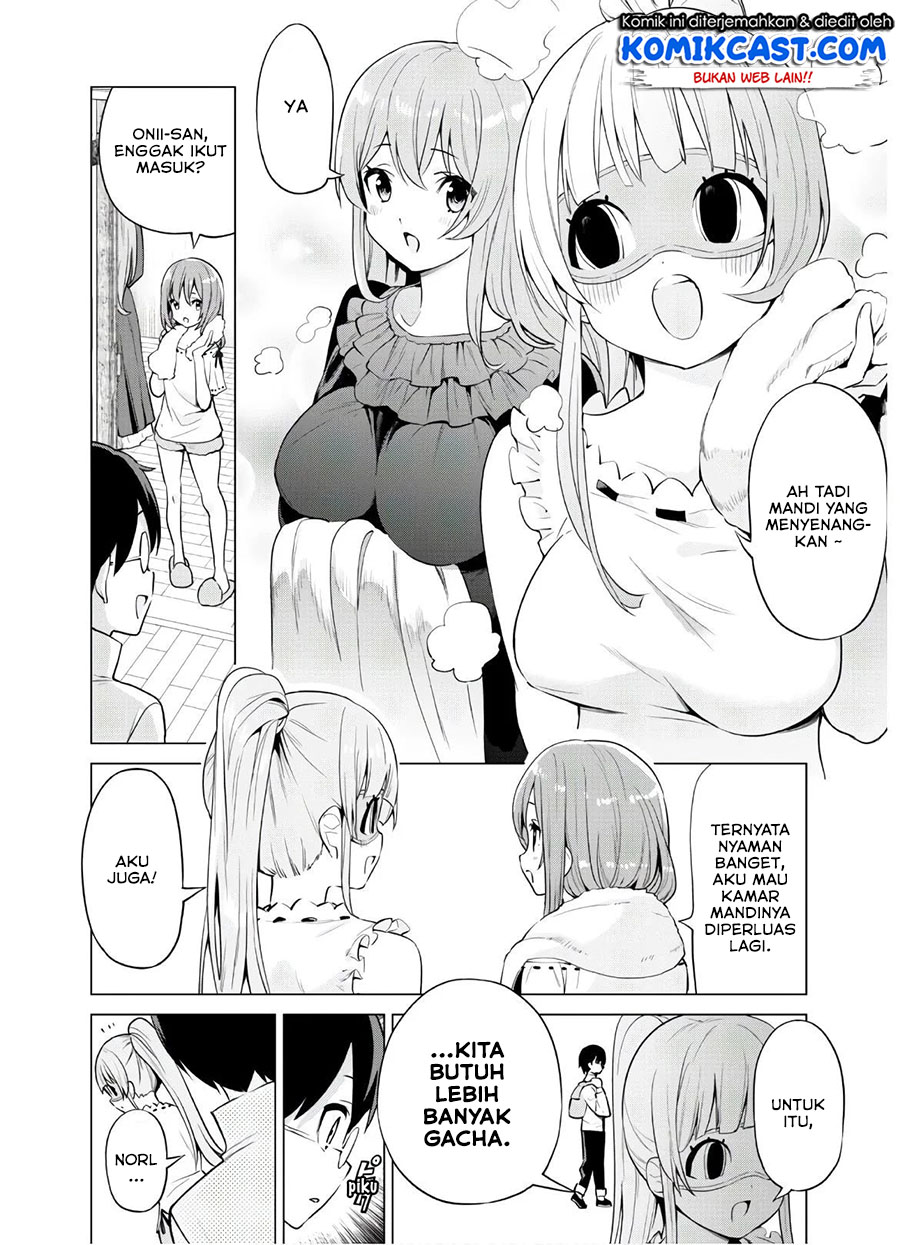 Komik ini diterjemahkan & diedit oleh
KOMIKCAST.COM
BUKAN WEB LAIN!!
AH TADI
MANDI YANG
MENYENANG-
KAN ~
YA
ONII-SAN,
ENGGAK IKUT
MASUK?
TERNYATA
NYAMAN
BANGET,
AKU MAU
KAMAR
MANDINYA
DIPERLUAS
LAGI.
AKU
JUGA!
UNTUK
ITU,
...KITA
BUTUH
LEBIH
BANYAK
GACHA.
ピク
piku
NORL
...